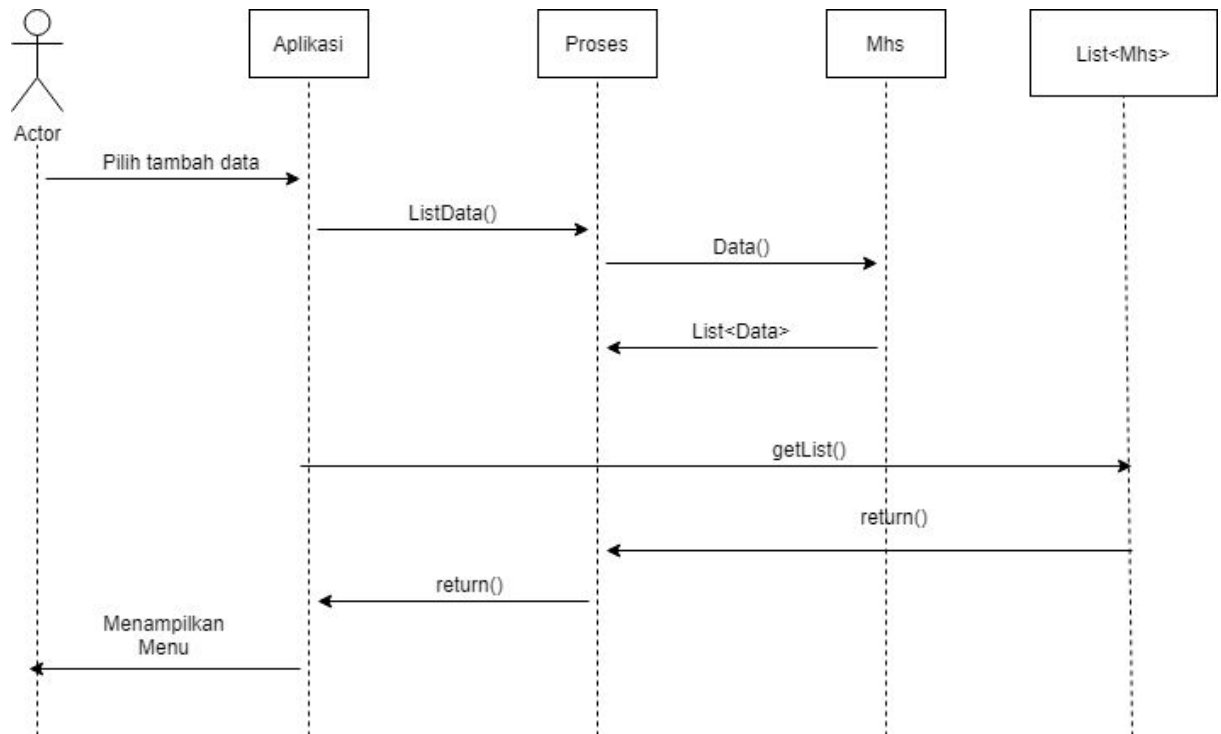 Aplikasi
Proses
Mhs
List<Mhs>
Actor
Pilih tambah data
ListData()
Data()
List<Data>
getList()
return()
return()
Menampilkan
Menu